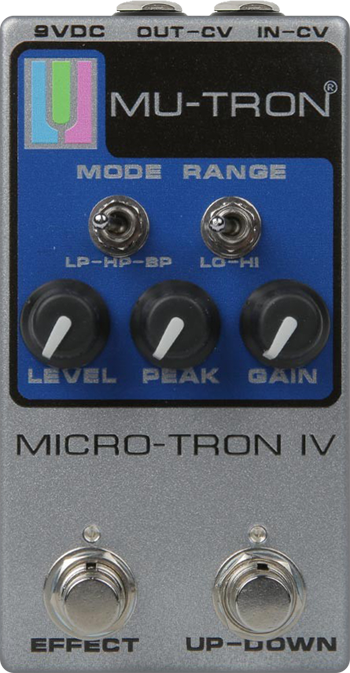 9VDC OUT-CV IN-CV
MU-TRON®
MODE RANGE
LP-HP-BP LO-HI
LEVEL PEAK GAIN
MICRO-TRON IV
EFFECT UP-DOWN